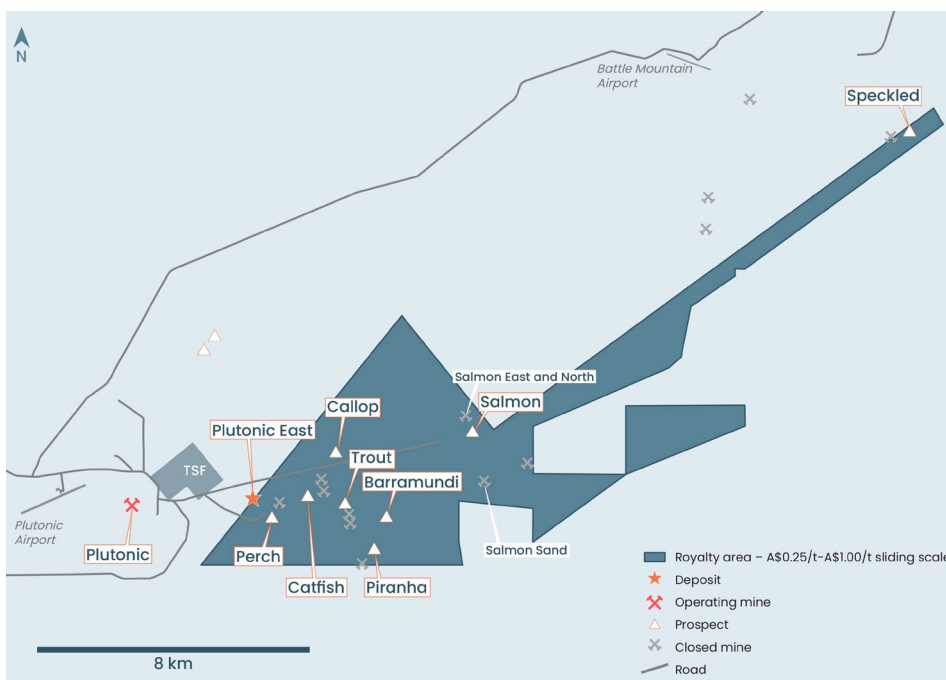 N
Battle Mountain
Airport
Speckled
Salmon East and North
Salmon
Callop
Plutonic East
Trout
Barramundi
TSF
Plutonic
Airport
Plutonic
Perch
Catfish
Piranha
Salmon Sand
Royalty area – A$0.25/t–A$1.00/t sliding scale
Deposit
Operating mine
Prospect
Closed mine
Road
8 km